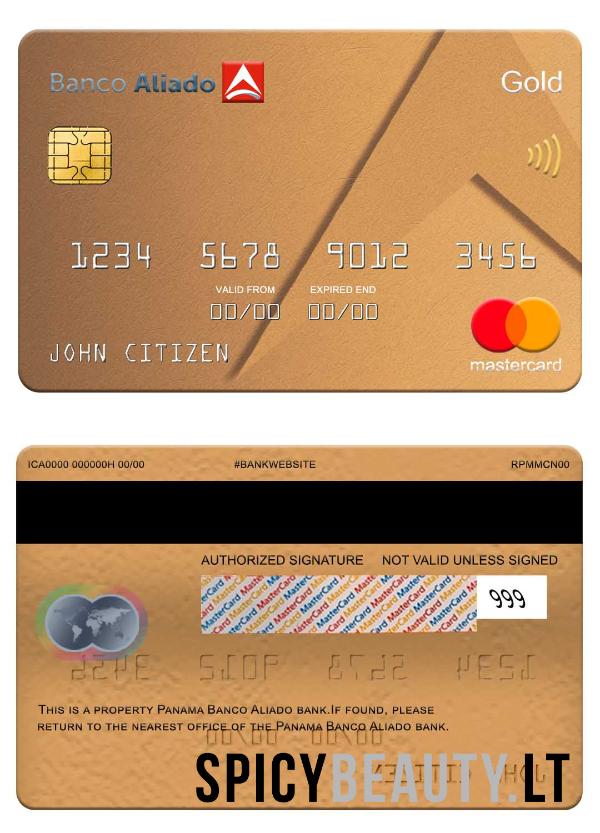 Banco Aliado
Gold
1234 5678 9012 3456
VALID FROM EXPIRED END
00/00 00/00
JOHN CITIZEN
mastercard
ICA0000 000000H 00/00 #BANKWEBSITE RPMMCN00
AUTHORIZED SIGNATURE NOT VALID UNLESS SIGNED
MasterCard MasterCard MasterCard
999
THIS IS A PROPERTY PANAMA BANCO ALIADO BANK.IF FOUND, PLEASE
RETURN TO THE NEAREST OFFICE OF THE PANAMA BANCO ALIADO BANK.
SPICYBEAUTY.LT